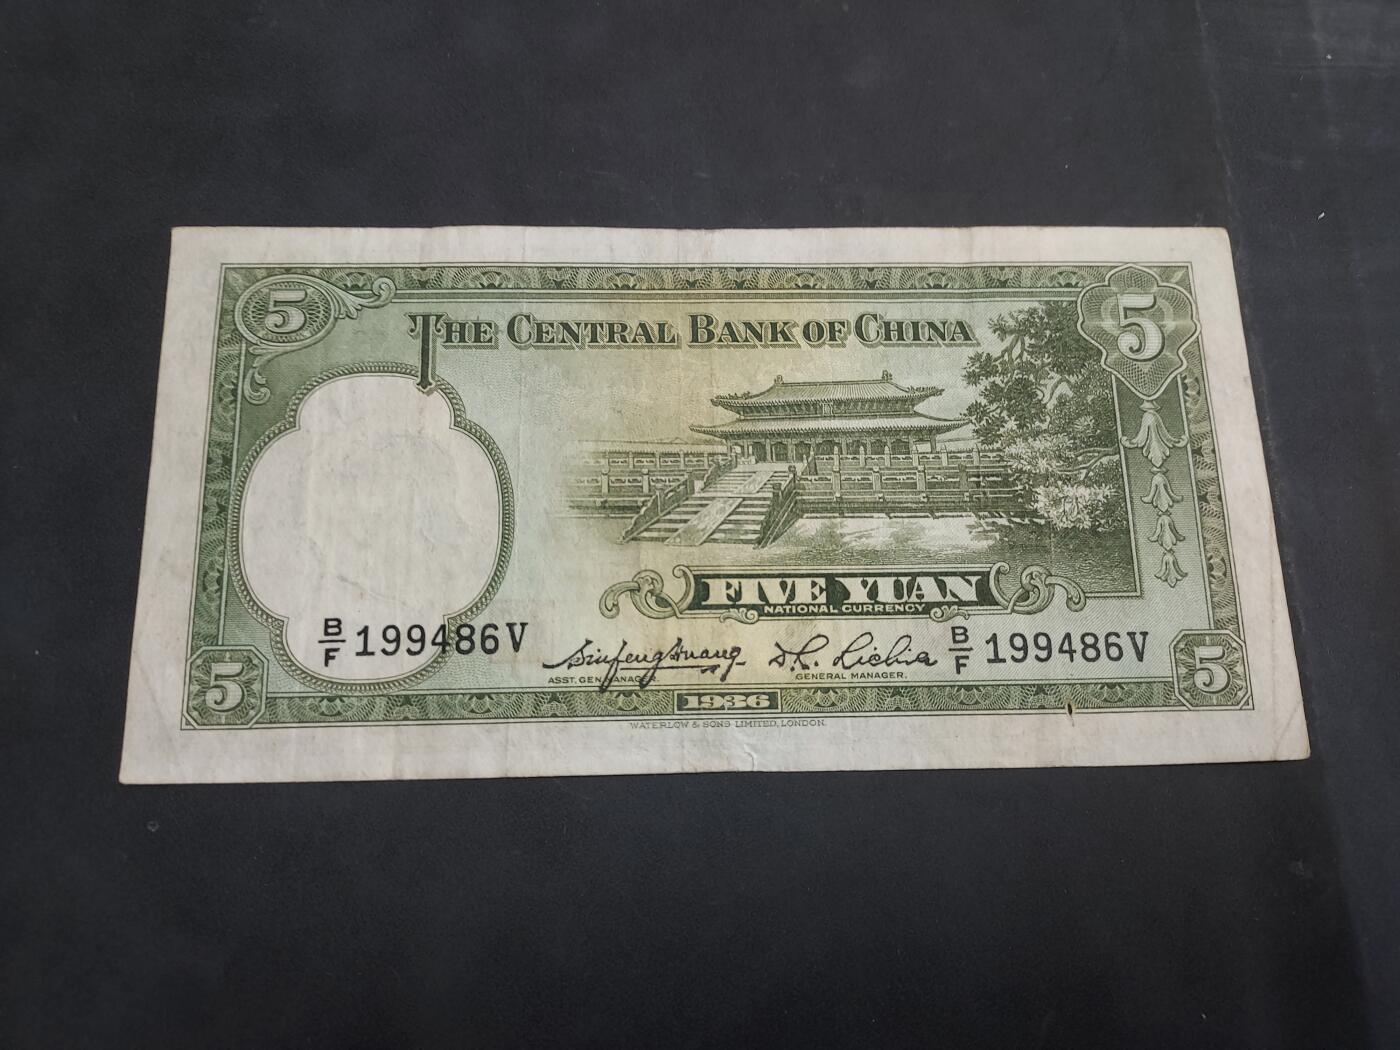 5 5
THE CENTRAL BANK OF CHINA
FIVE YUAN
NATIONAL CURRENCY
B/F 199486V B/F 199486V
ASST. GEN. MANAGER. GENERAL MANAGER.
5 5
1936
WATERLOW & SONS LIMITED, LONDON.